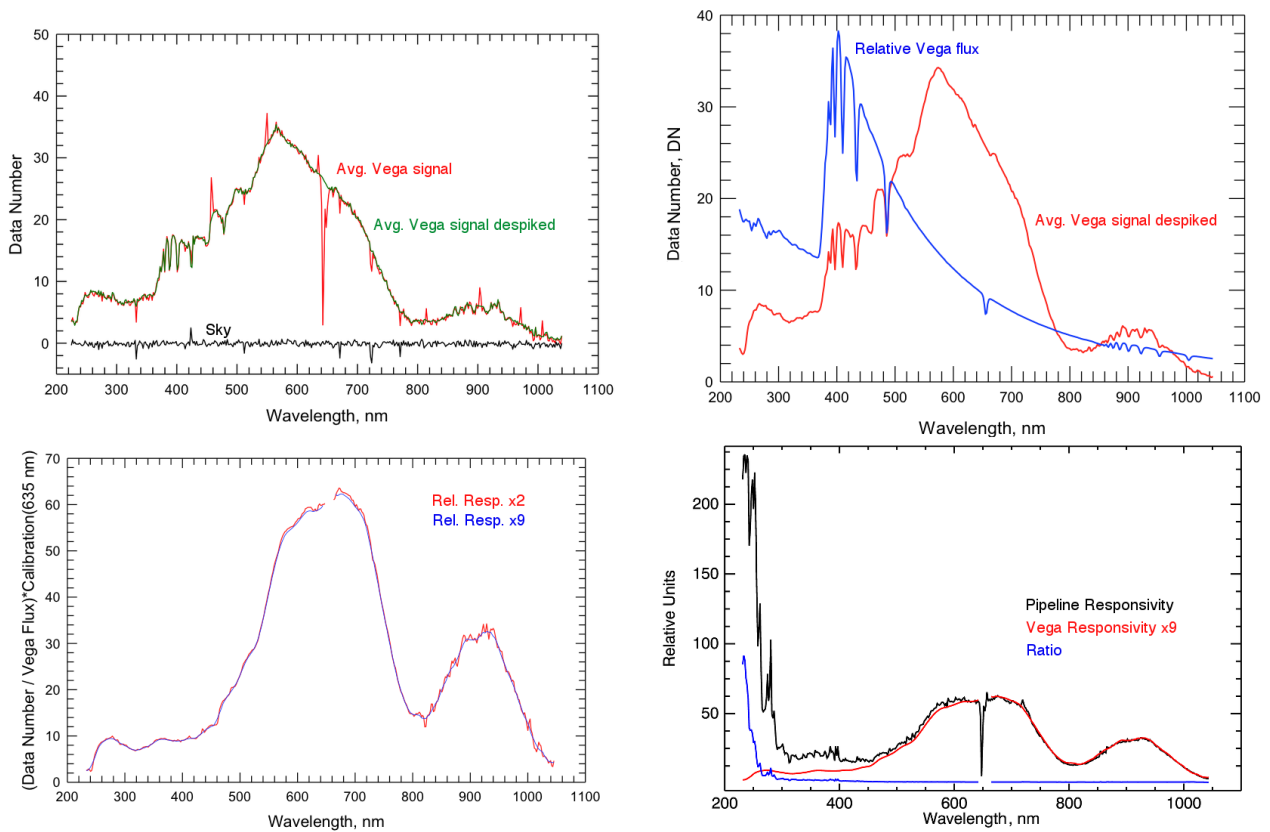 50
40
30
20
10
0
Data Number
Avg. Vega signal
Avg. Vega signal despiked
Sky
200 300 400 500 600 700 800 900 1000 1100
Wavelength, nm
40
30
20
10
0
Data Number, DN
Relative Vega flux
Avg. Vega signal despiked
200 300 400 500 600 700 800 900 1000 1100
Wavelength, nm
70
60
50
40
30
20
10
0
(Data Number / Vega Flux)*Calibration(635 nm)
Rel. Resp. x2
Rel. Resp. x9
200 300 400 500 600 700 800 900 1000 1100
Wavelength, nm
200
150
100
50
Relative Units
Pipeline Responsivity
Vega Responsivity x9
Ratio
200 400 600 800 1000
Wavelength, nm